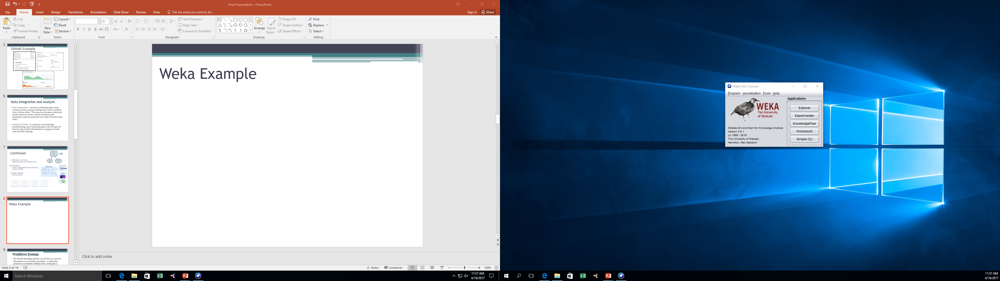 Final Presentation - PowerPoint
File Home Insert Design Transitions Animations Slide Show Review View Tell me what you want to do... Sign in Share
Paste
Cut
Copy
Format Painter
Clipboard
New
Slide
Layout
Reset
Section
Slides
28
B I U S abc AV Aa A
Font
Text Direction
Align Text
Convert to SmartArt
Paragraph
Arrange
Quick
Styles
Shape Fill
Shape Outline
Shape Effects
Drawing
Find
Replace
Select
Editing
5
GitHub Example
6
Data Integration and Analysis
Data Integration - involves combining data from
various sources and providing users with a unified
view of these data. This process becomes extremely
useful when it crosses various domains and
disciplines and can generate new data from the data
links.
Analysis of Data - is a process of examining,
transforming, and visualizing data with the goal of
discovering useful information to support results
and decision-making.
7
Continued
1) Machine Learning
IBM Research Lab in South Africa
2) Ontologies
NOAA - Integrated Ocean Observing
System (IOOS)
3) Data mining
IBM Analytics
8
Weka Example
9
Workflows Systems
The Fourth Paradigm defines a work flow as a precise
description of a scientific procedure - a multi-step
process to coordinate multiple tasks, acting like a
Weka Example
Click to add notes
Slide 8 of 19
Notes
Comments
109%
Search Windows
11:57 AM
4/19/2017
Weka GUI Chooser
Program Visualization Tools Help
WEKA
The University
of Waikato
Waikato Environment for Knowledge Analysis
Version 3.8.1
(c) 1999 - 2016
The University of Waikato
Hamilton, New Zealand
Applications
Explorer
Experimenter
KnowledgeFlow
Workbench
Simple CLI
11:57 AM
4/19/2017